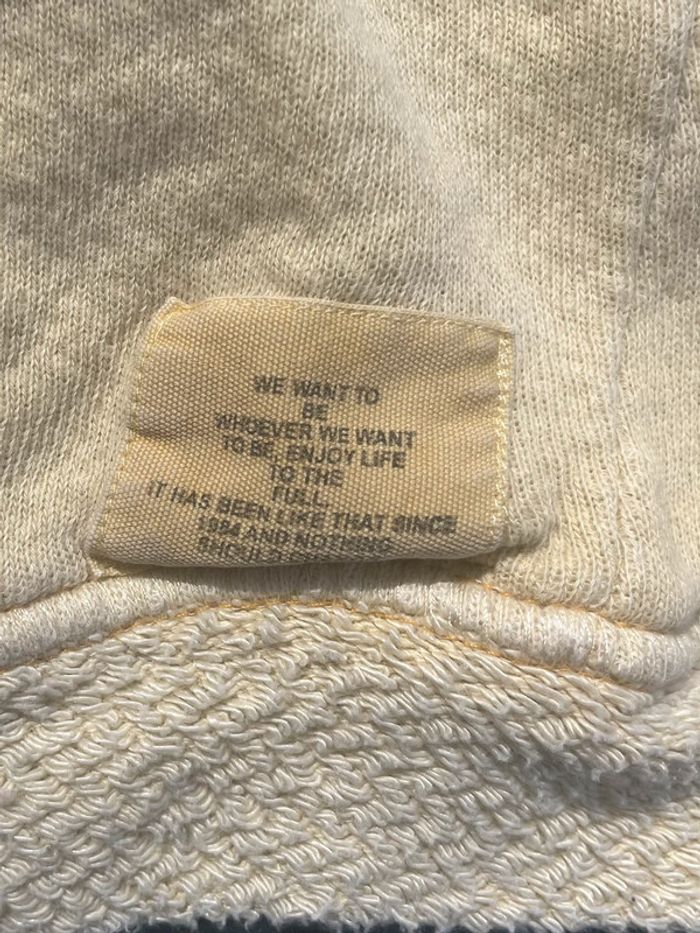 WE WANT TO
BE
WHOEVER WE WANT
TO BE, ENJOY LIFE
TO THE
FULL.
IT HAS BEEN LIKE THAT SINCE
1984 AND NOTHING
SHOULD